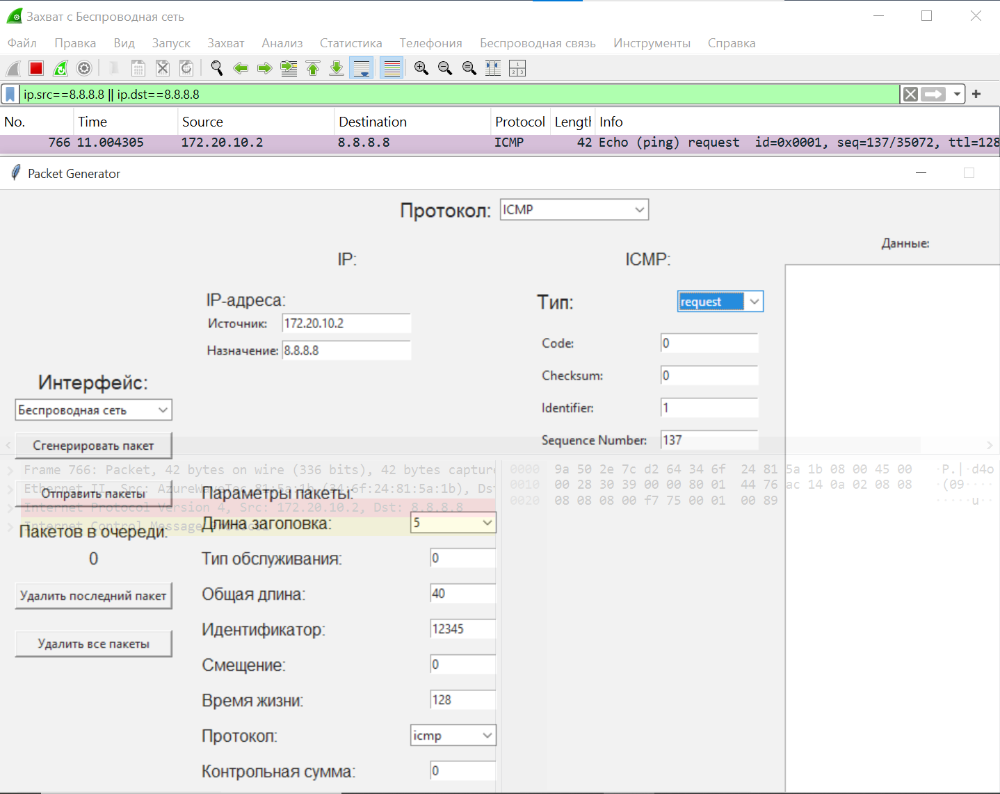 Захват с Беспроводная сеть
Файл Правка Вид Запуск Захват Анализ Статистика Телефония Беспроводная связь Инструменты Справка
ip.src==8.8.8.8 || ip.dst==8.8.8.8
No. Time Source Destination Protocol Lengt Info
766 11.004305 172.20.10.2 8.8.8.8 ICMP 42 Echo (ping) request id=0x0001, seq=137/35072, ttl=128
Packet Generator
Протокол: ICMP
Данные:
IP: ICMP:
IP-адреса:
Тип: request
Источник: 172.20.10.2
Code: 0
Назначение: 8.8.8.8
Checksum: 0
Интерфейс:
Беспроводная сеть
Identifier: 1
Sequence Number: 137
Сгенерировать пакет
Frame 766: Packet, 42 bytes on wire (336 bits), 42 bytes capture
0000 9a 50 2e 7c d2 64 34 6f 24 81 5a 1b 08 00 45 00 ·P.|·d4o
Ethernet II, Src: AzureWaveTec_81:5a:1b (34:6f:24:81:5a:1b), Dst
0010 00 28 30 39 00 00 80 01 44 76 ac 14 0a 02 08 08 ·(09····
Отправить пакеты
Параметры пакеты:
Internet Protocol Version 4, Src: 172.20.10.2, Dst: 8.8.8.8
0020 08 08 08 00 f7 75 00 01 00 89 ·····u··
Internet Control Message Protocol
Длина заголовка: 5
Пакетов в очереди:
0
Тип обслуживания: 0
Удалить последний пакет
Общая длина: 40
Идентификатор: 12345
Удалить все пакеты
Смещение: 0
Время жизни: 128
Протокол: icmp
Контрольная сумма: 0